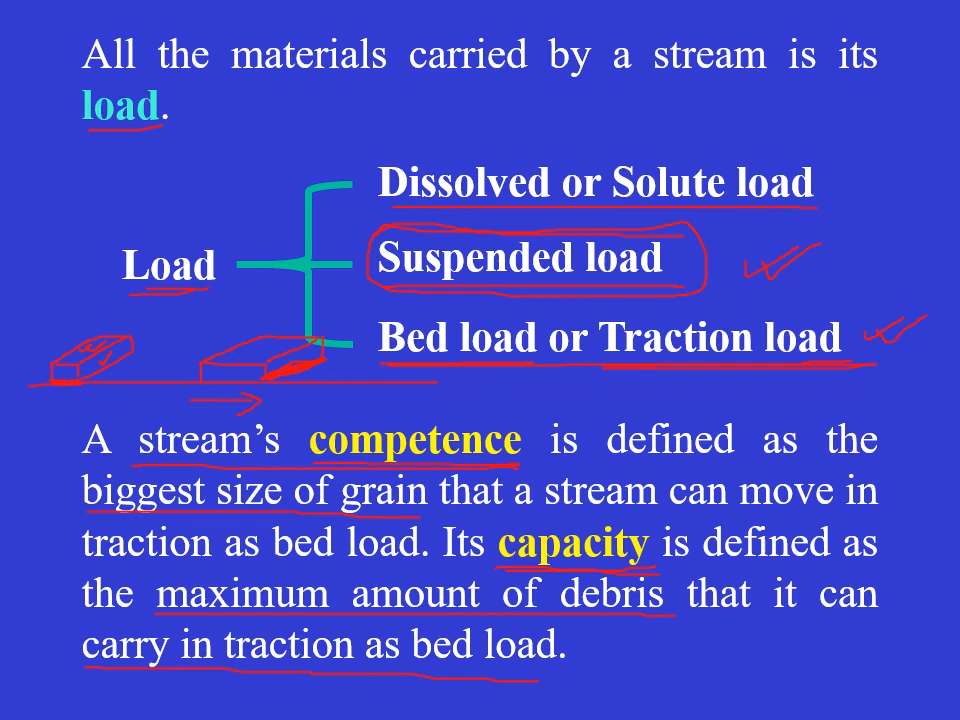 All the materials carried by a stream is its
load.
Dissolved or Solute load
Suspended load
Load
Bed load or Traction load
A stream’s competence is defined as the
biggest size of grain that a stream can move in
traction as bed load. Its capacity is defined as
the maximum amount of debris that it can
carry in traction as bed load.